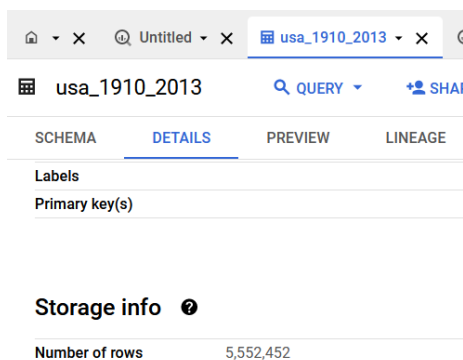 Untitled usa_1910_2013
usa_1910_2013 QUERY
SCHEMA DETAILS PREVIEW LINEAGE
Labels
Primary key(s)
Storage info
Number of rows 5,552,452